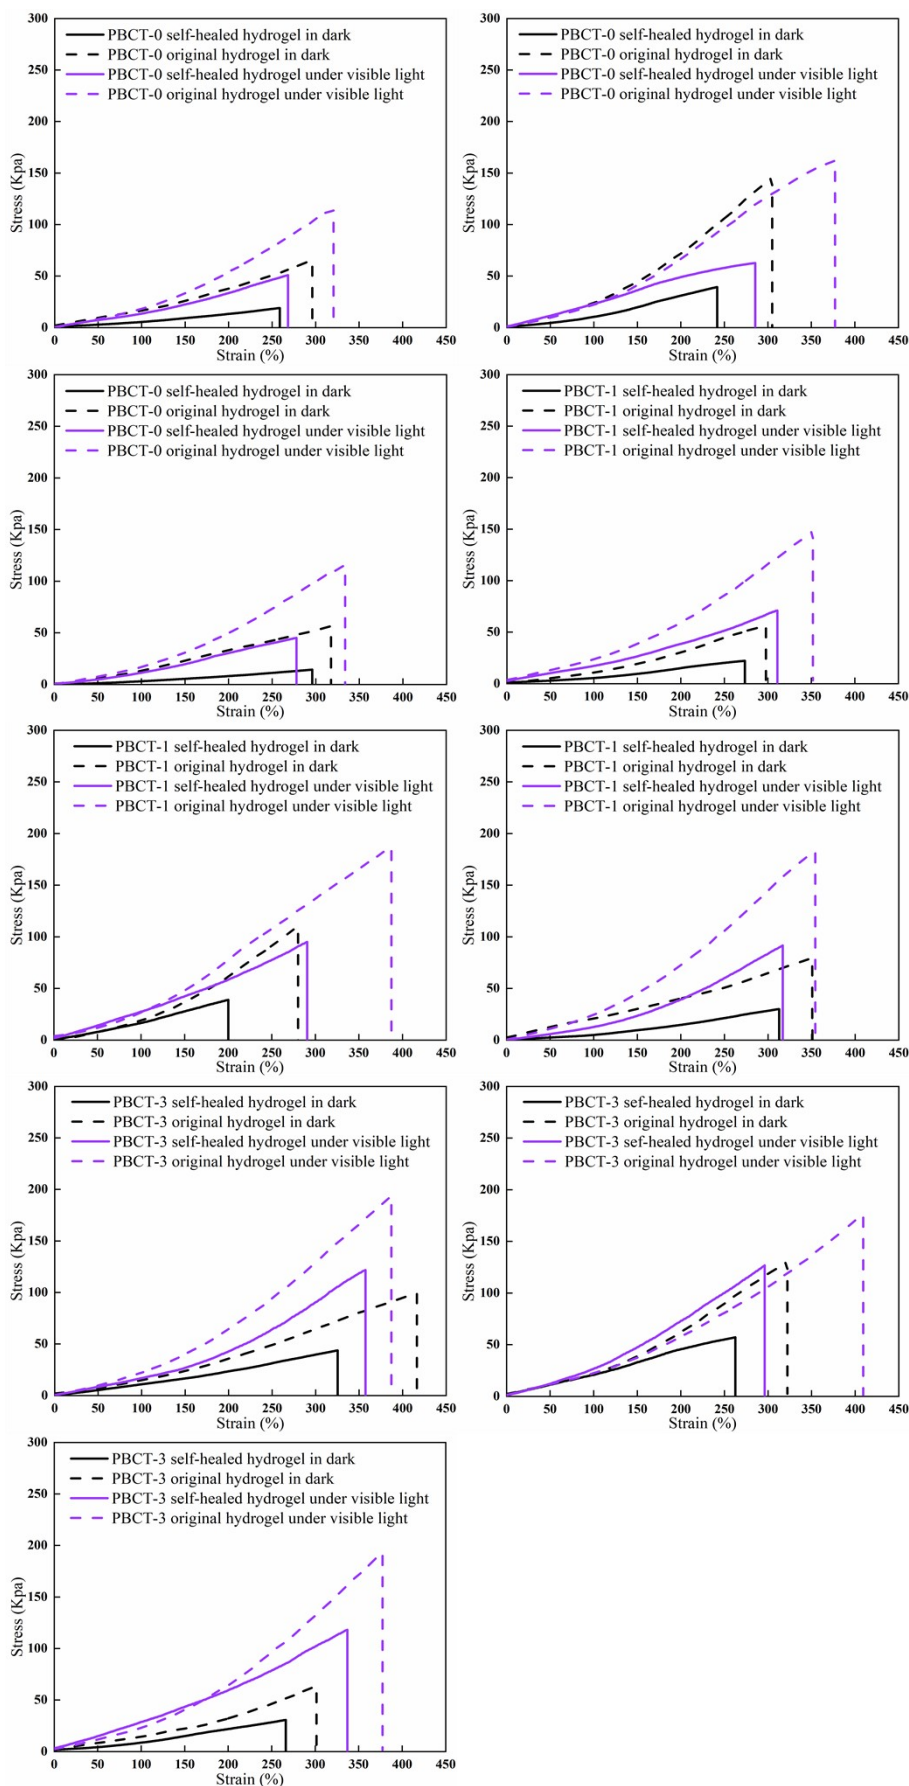 300
250
200
150
100
50
0
Stress (Kpa)
PBCT-0 self-healed hydrogel in dark
PBCT-0 original hydrogel in dark
PBCT-0 self-healed hydrogel under visible light
PBCT-0 original hydrogel under visible light
0 50 100 150 200 250 300 350 400 450
Strain (%)
300
250
200
150
100
50
0
Stress (Kpa)
PBCT-0 self-healed hydrogel in dark
PBCT-0 original hydrogel in dark
PBCT-0 self-healed hydrogel under visible light
PBCT-0 original hydrogel under visible light
0 50 100 150 200 250 300 350 400 450
Strain (%)
300
250
200
150
100
50
0
Stress (Kpa)
PBCT-0 self-healed hydrogel in dark
PBCT-0 original hydrogel in dark
PBCT-0 self-healed hydrogel under visible light
PBCT-0 original hydrogel under visible light
0 50 100 150 200 250 300 350 400 450
Strain (%)
300
250
200
150
100
50
0
Stress (Kpa)
PBCT-1 self-healed hydrogel in dark
PBCT-1 original hydrogel in dark
PBCT-1 self-healed hydrogel under visible light
PBCT-1 original hydrogel under visible light
0 50 100 150 200 250 300 350 400 450
Strain (%)
300
250
200
150
100
50
0
Stress (Kpa)
PBCT-1 self-healed hydrogel in dark
PBCT-1 original hydrogel in dark
PBCT-1 self-healed hydrogel under visible light
PBCT-1 original hydrogel under visible light
0 50 100 150 200 250 300 350 400 450
Strain (%)
300
250
200
150
100
50
0
Stress (Kpa)
PBCT-1 self-healed hydrogel in dark
PBCT-1 original hydrogel in dark
PBCT-1 self-healed hydrogel under visible light
PBCT-1 original hydrogel under visible light
0 50 100 150 200 250 300 350 400 450
Strain (%)
300
250
200
150
100
50
0
Stress (Kpa)
PBCT-3 self-healed hydrogel in dark
PBCT-3 original hydrogel in dark
PBCT-3 self-healed hydrogel under visible light
PBCT-3 original hydrogel under visible light
0 50 100 150 200 250 300 350 400 450
Strain (%)
300
250
200
150
100
50
0
Stress (Kpa)
PBCT-3 sef-healed hydrogel in dark
PBCT-3 original hydrogel in dark
PBCT-3 sef-healed hydrogel under visible light
PBCT-3 original hydrogel under visible light
0 50 100 150 200 250 300 350 400 450
Strain (%)
300
250
200
150
100
50
0
Stress (Kpa)
PBCT-3 self-healed hydrogel in dark
PBCT-3 original hydrogel in dark
PBCT-3 self-healed hydrogel under visible light
PBCT-3 original hydrogel under visible light
0 50 100 150 200 250 300 350 400 450
Strain (%)